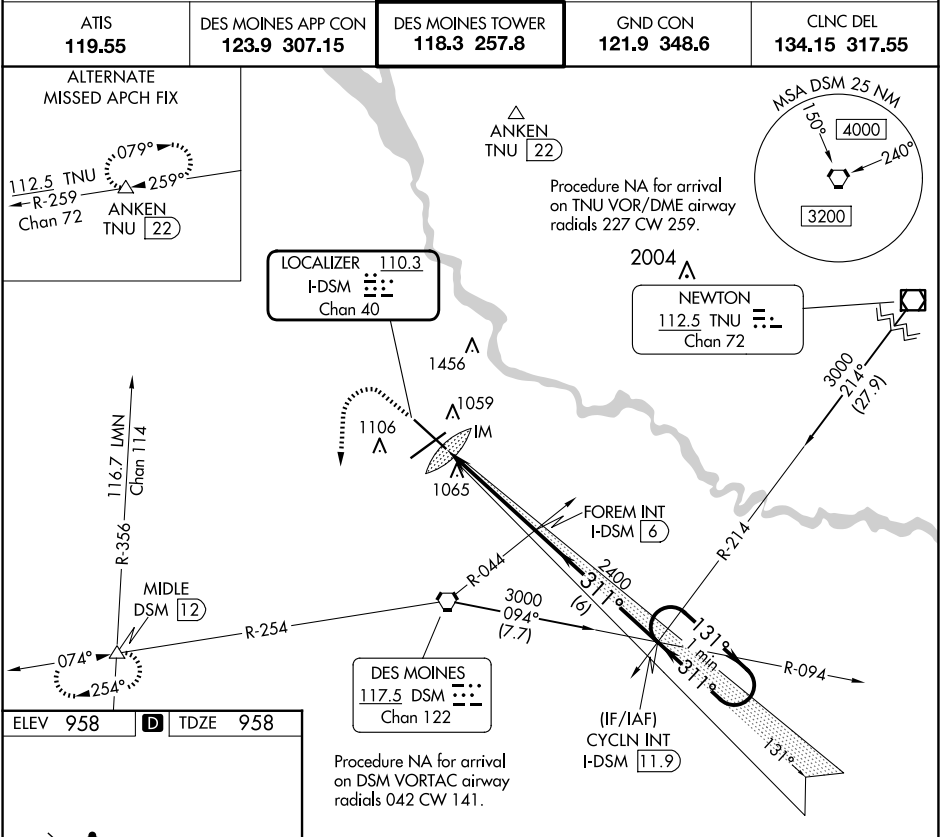 ATIS
119.55
DES MOINES APP CON
123.9 307.15
DES MOINES TOWER
118.3 257.8
GND CON
121.9 348.6
CLNC DEL
134.15 317.55
ALTERNATE
MISSED APCH FIX
079°
259°
112.5 TNU
R-259
Chan 72
ANKEN
TNU 22
ANKEN
TNU 22
MSA DSM 25 NM
150°
4000
240°
3200
Procedure NA for arrival
on TNU VOR/DME airway
radials 227 CW 259.
LOCALIZER 110.3
I-DSM
Chan 40
2004
NEWTON
112.5 TNU
Chan 72
3000
214°
(27.9)
1456
1059
1106
IM
1065
116.7 LMN
Chan 114
R-356
FOREM INT
I-DSM 6
R-214
R-044
2400
311°
(6)
MIDLE
DSM 12
R-254
3000
094°
(7.7)
131°
1 min
311°
R-094
074°
254°
DES MOINES
117.5 DSM
Chan 122
(IF/IAF)
CYCLN INT
I-DSM 11.9
131°
ELEV 958 D TDZE 958
Procedure NA for arrival
on DSM VORTAC airway
radials 042 CW 141.